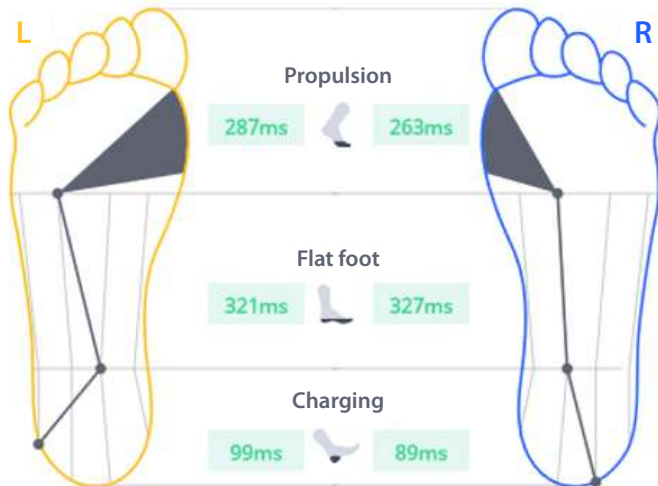 L
R
Propulsion
287ms 263ms
Flat foot
321ms 327ms
Charging
99ms 89ms